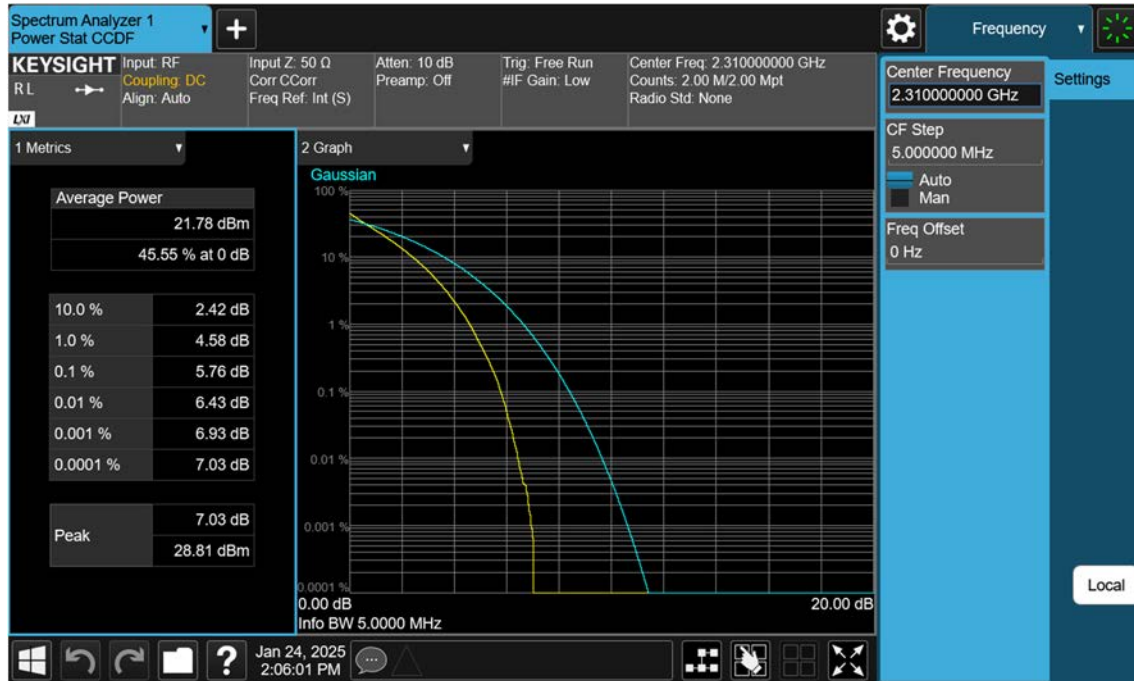 Spectrum Analyzer 1
Power Stat CCDF
Frequency
KEYSIGHT
R L
LXI
Input: RF
Coupling: DC
Align: Auto
Input Z: 50 Ω
Corr CCorr
Freq Ref: Int (S)
Atten: 10 dB
Preamp: Off
Trig: Free Run
#IF Gain: Low
Center Freq: 2.310000000 GHz
Counts: 2.00 M/2.00 Mpt
Radio Std: None
Center Frequency
2.310000000 GHz
Settings
CF Step
5.000000 MHz
Auto
Man
Freq Offset
0 Hz
Local
1 Metrics
Average Power
21.78 dBm
45.55 % at 0 dB
10.0 % 2.42 dB
1.0 % 4.58 dB
0.1 % 5.76 dB
0.01 % 6.43 dB
0.001 % 6.93 dB
0.0001 % 7.03 dB
Peak 7.03 dB
28.81 dBm
2 Graph
Gaussian
100 %
10 %
1 %
0.1 %
0.01 %
0.001 %
0.0001 %
0.00 dB 20.00 dB
Info BW 5.0000 MHz
?
Jan 24, 2025
2:06:01 PM